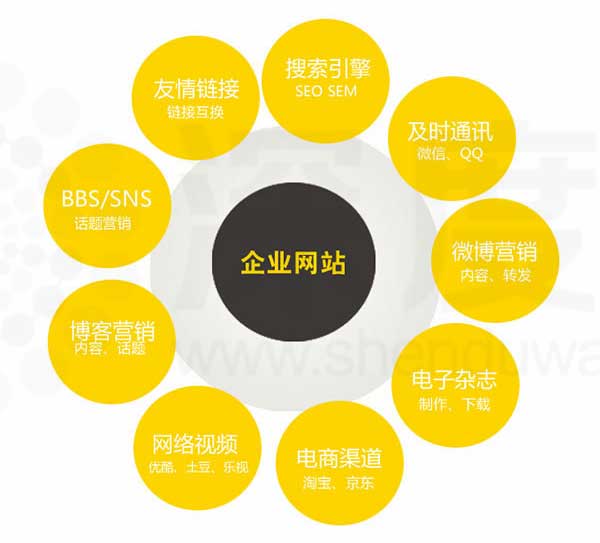 友情链接
链接互换
搜索引擎
SEO SEM
及时通讯
微信、QQ
BBS/SNS
话题营销
微博营销
内容、转发
企业网站
博客营销
内容、话题
电子杂志
制作、下载
网络视频
优酷、土豆、乐视
电商渠道
淘宝、京东
深度
www.shenduwa